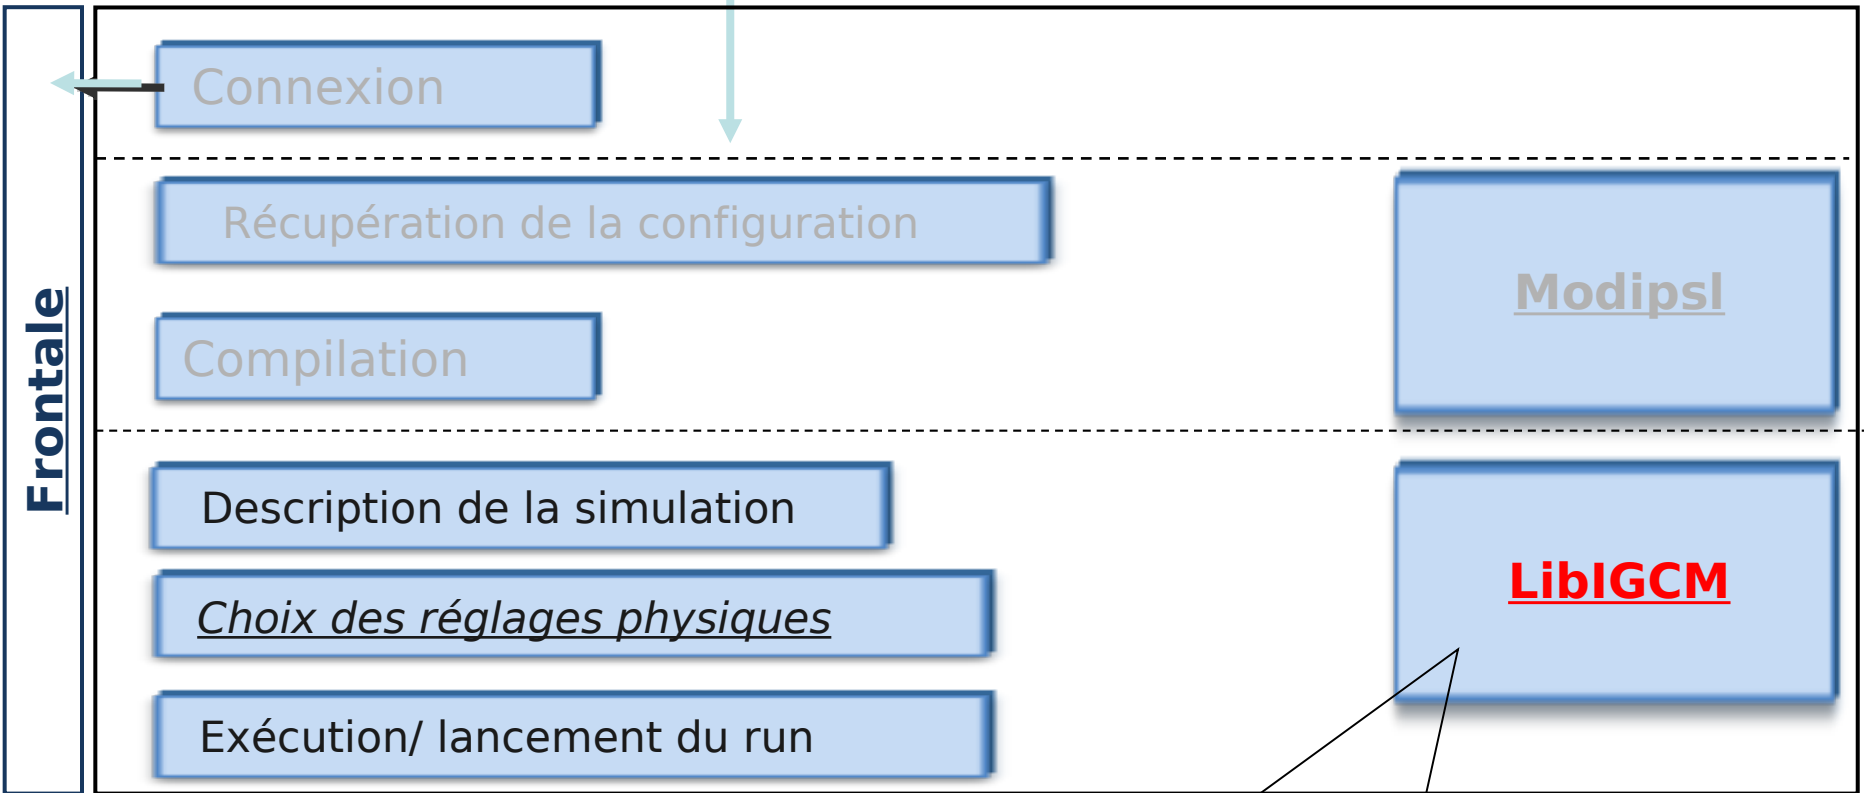 Frontale
Connexion
Récupération de la configuration
Modipsl
Compilation
Description de la simulation
LibIGCM
Choix des réglages physiques
Exécution/ lancement du run